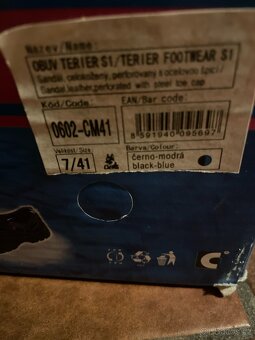 Název/Name:
OBUV TERIER S1/TERIER FOOTWEAR S1
Sandál celokožený, perforovaný s ocelovou špicí/
Sandal leather,perforated with steel toe cap
Kód/Code:
EAN/Bar code:
0602-CM41
8 591940 095697
Velikost/Size
Barva/Colour:
7/41
černo-modrá
black-blue
C